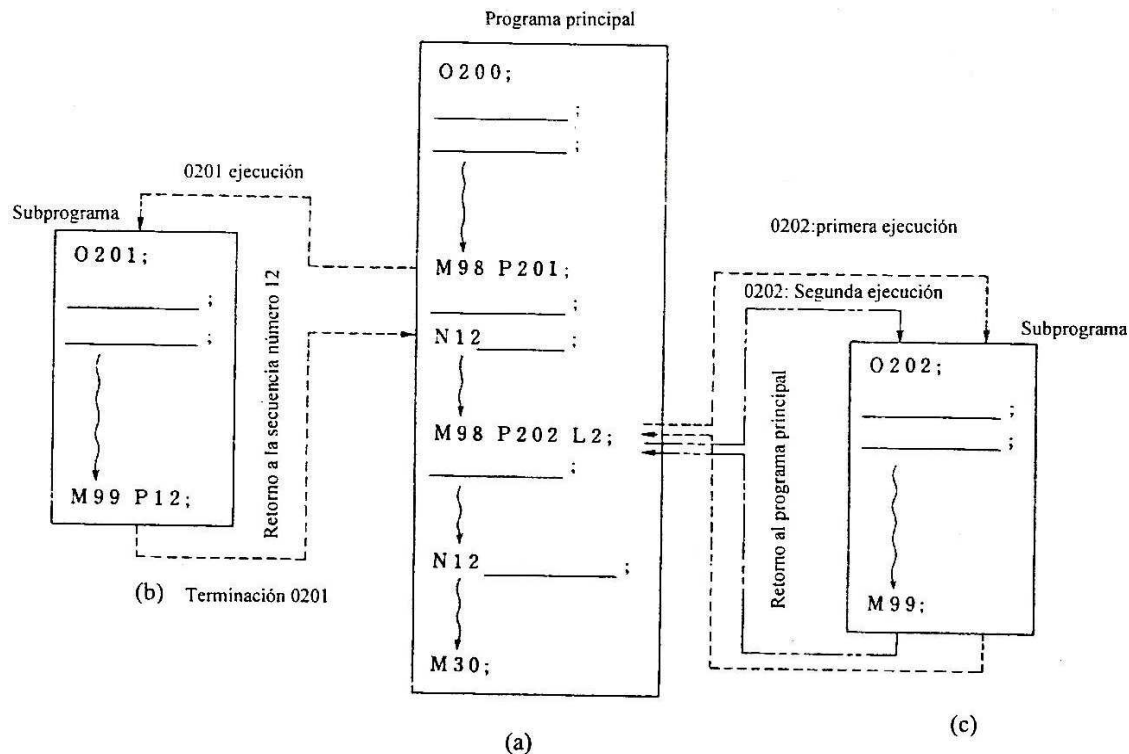 Programa principal
O200;
;
;
M98 P201;
;
N12 ;
M98 P202 L2;
;
N12 ;
M30;
(a)
0201 ejecución
Subprograma
O201;
;
;
M99 P12;
Retorno a la secuencia número 12
(b) Terminación 0201
0202:primera ejecución
0202: Segunda ejecución
Subprograma
O202;
;
;
M99;
Retorno al programa principal
(c)